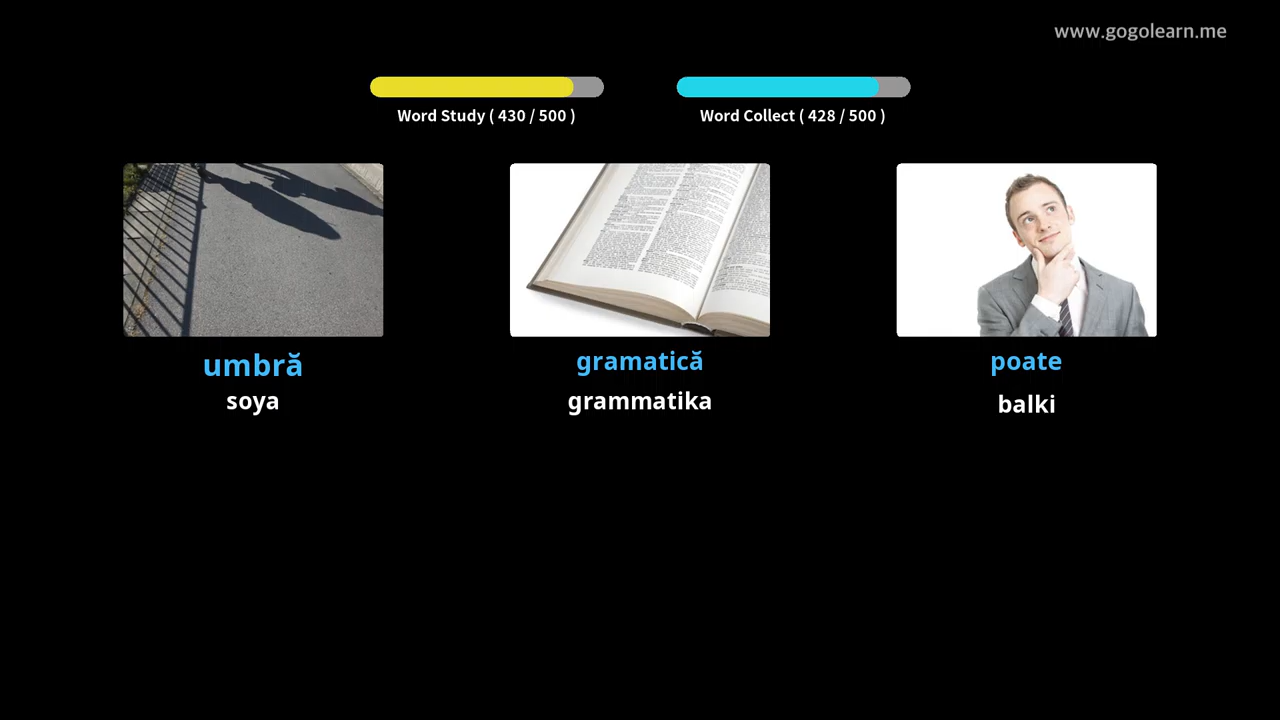 www.gogolearn.me
Word Study ( 430 / 500 )
Word Collect ( 428 / 500 )
umbră
soya
gramatică
grammatika
poate
balki